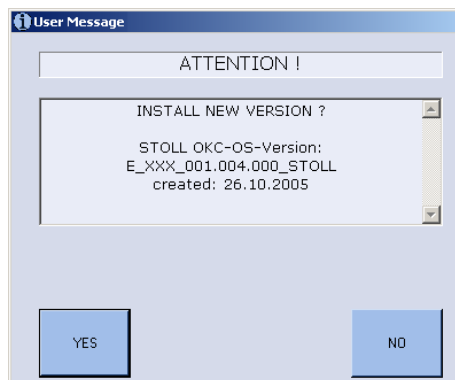 User Message
ATTENTION !
INSTALL NEW VERSION ?
STOLL OKC-OS-Version:
E_XXX_001.004.000_STOLL
created: 26.10.2005
YES
NO